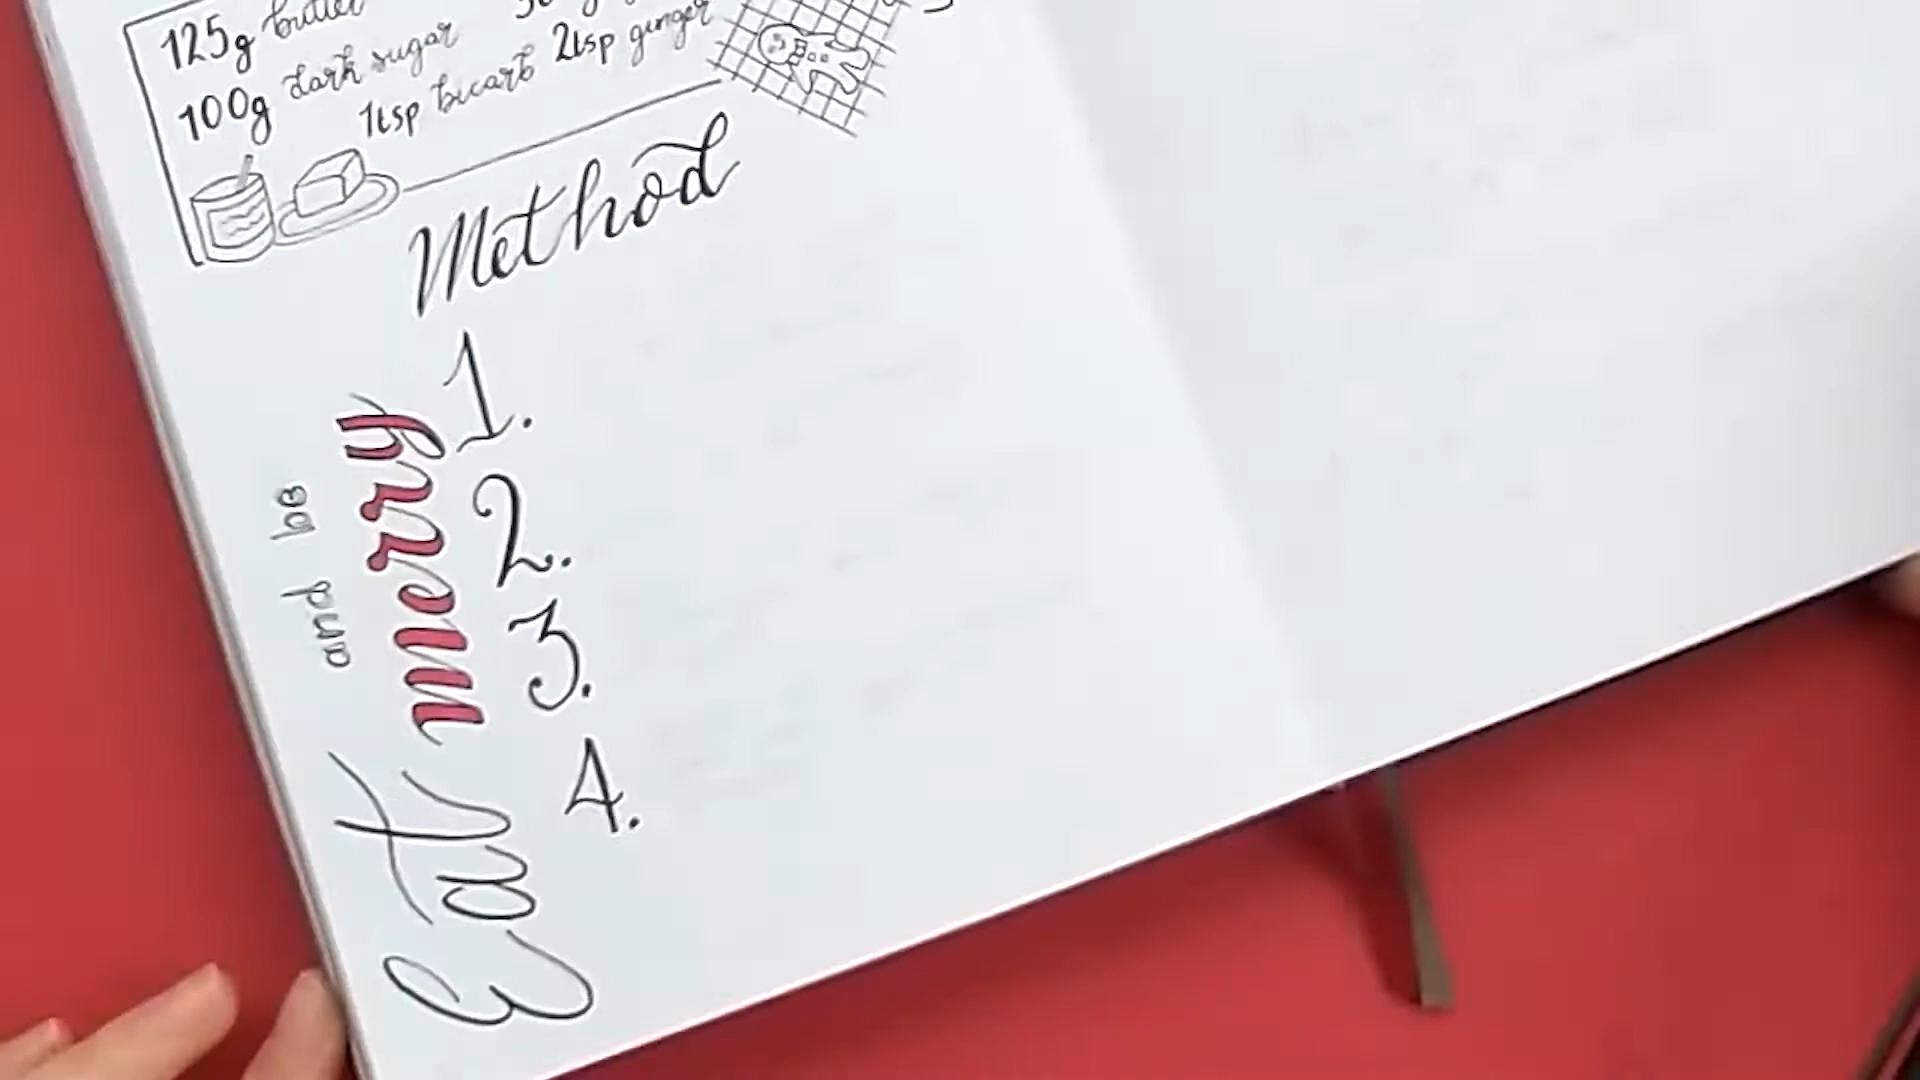 125g butter
100g dark sugar
1tsp bicarb 2tsp ginger
Method
1.
2.
3.
4.
Eat
and be
merry